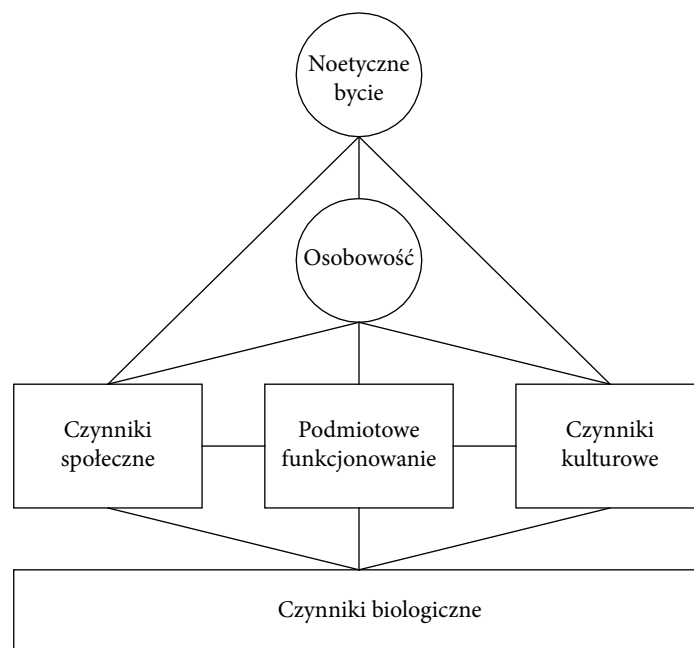 Noetyczne
bycie
Osobowość
Czynniki
społeczne
Podmiotowe
funkcjonowanie
Czynniki
kulturowe
Czynniki biologiczne